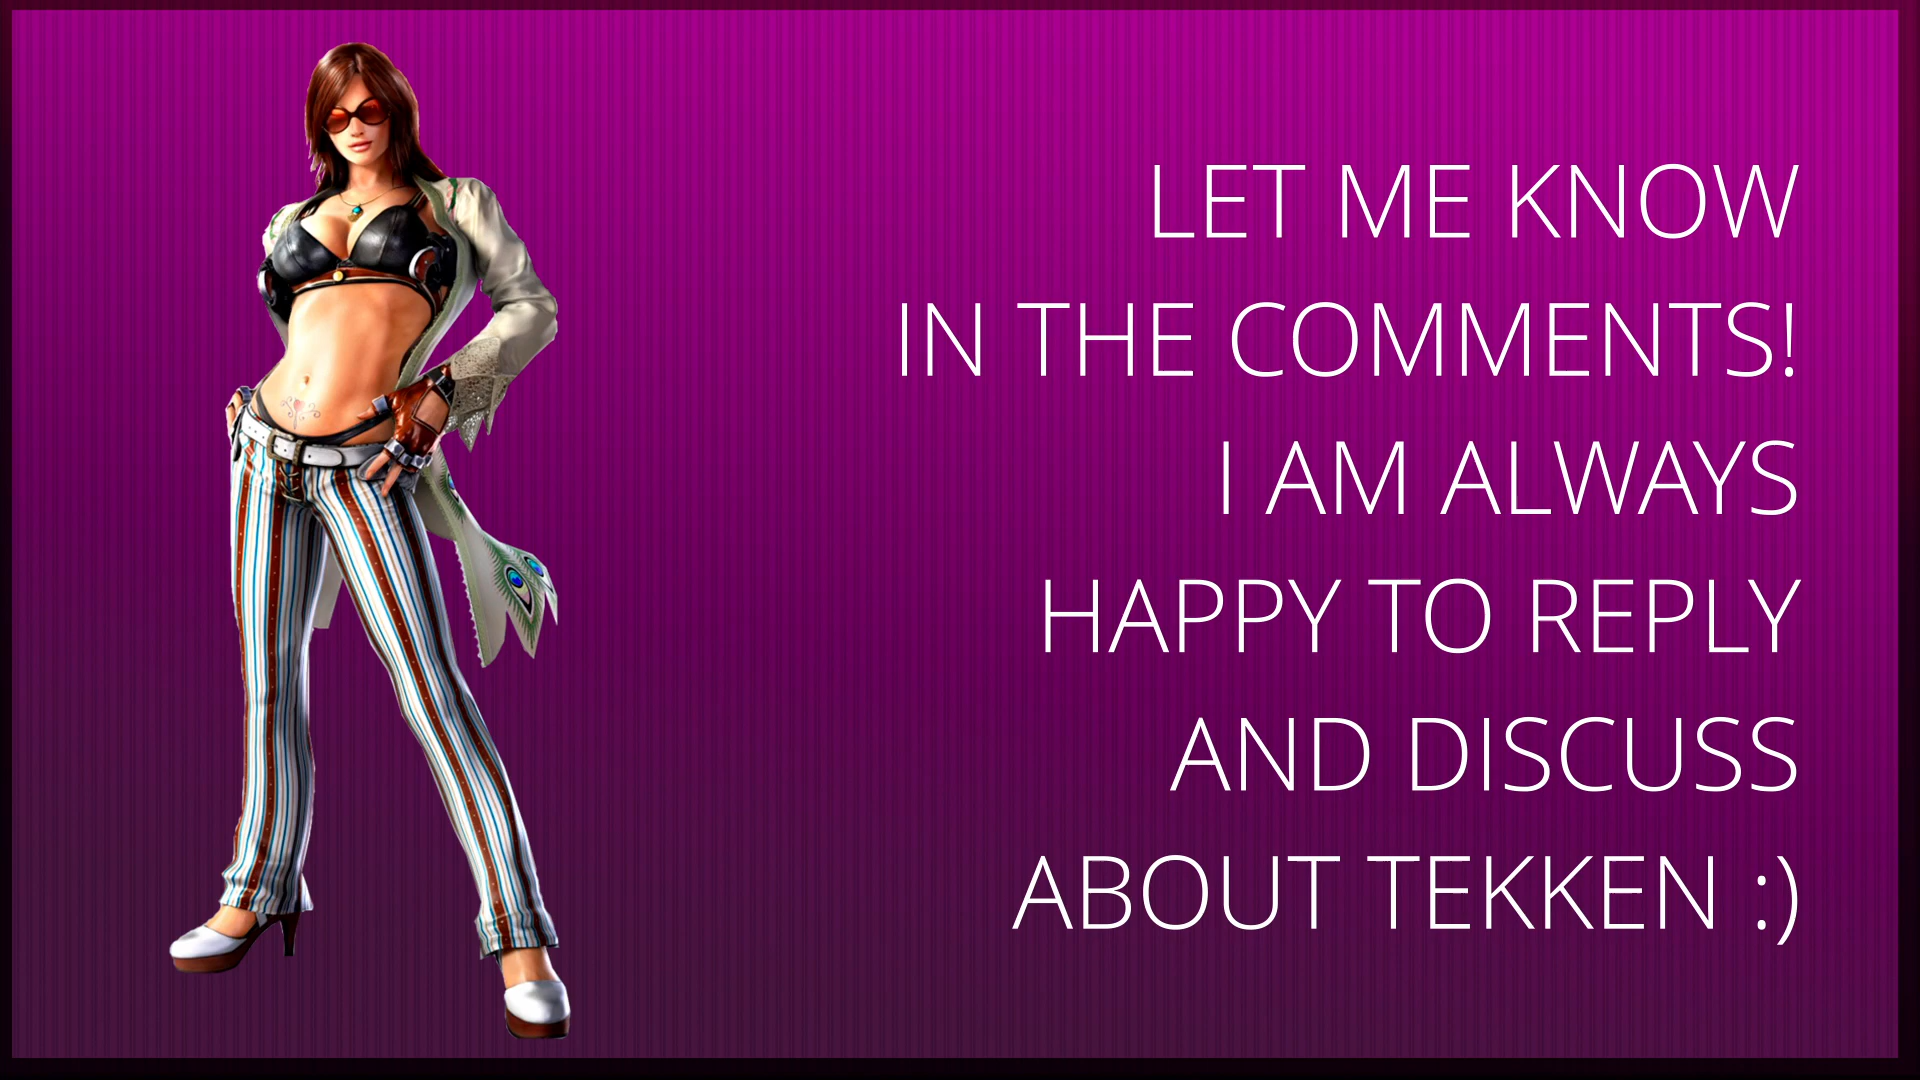 LET ME KNOW
IN THE COMMENTS!
I AM ALWAYS
HAPPY TO REPLY
AND DISCUSS
ABOUT TEKKEN :)